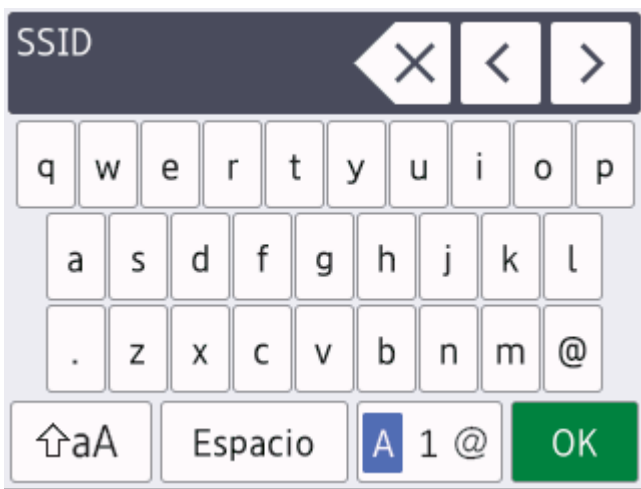 SSID
q w e r t y u i o p
a s d f g h j k l
. z x c v b n m @
aA Espacio A 1 @ OK